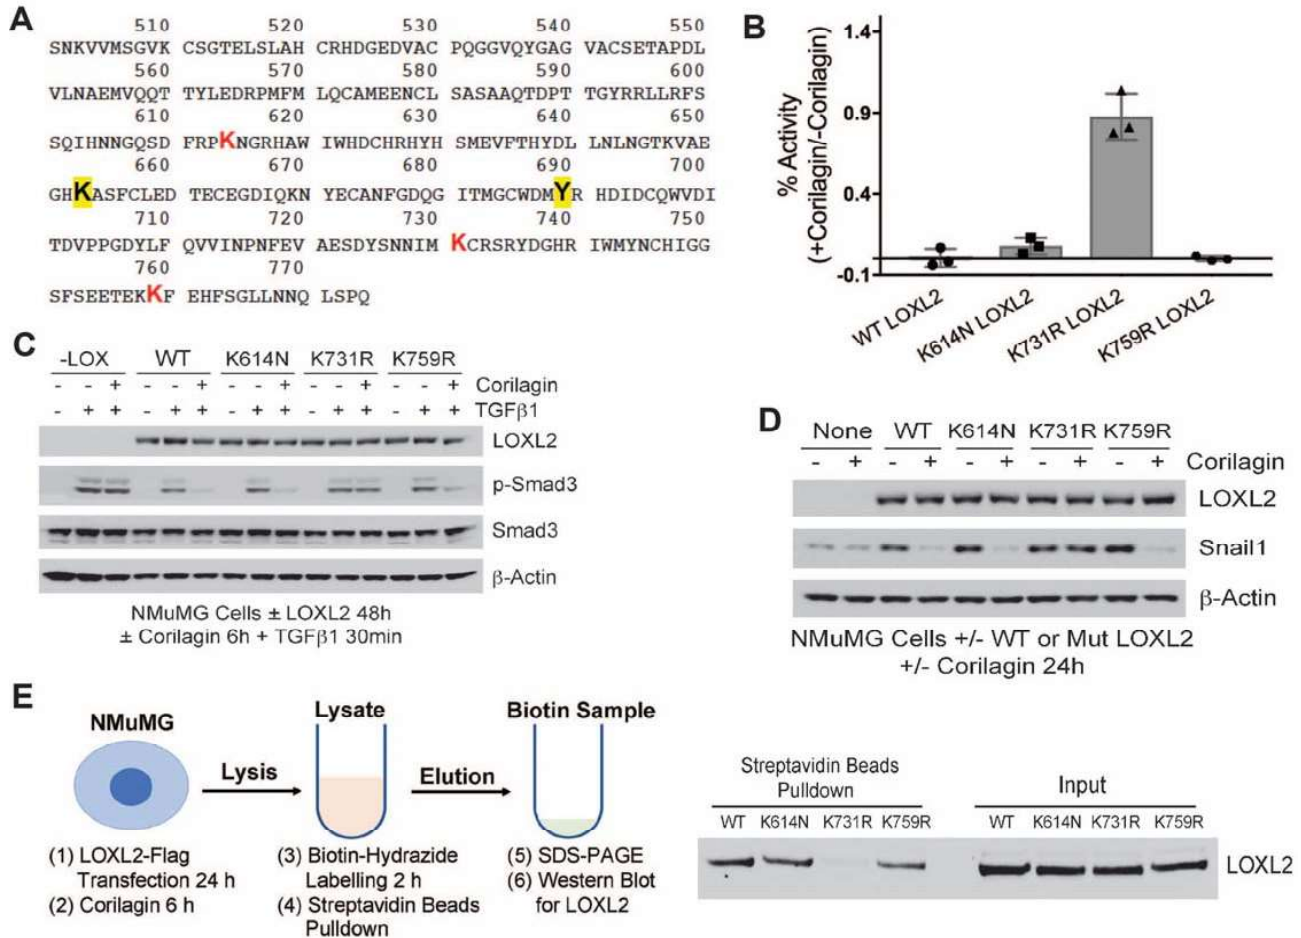 A
510 520 530 540 550
SNKVVMSGVK CSGTELSLAH CRHDGEDVAC PQGGVQYGAG VACSETAPDL
560 570 580 590 600
VLNAEMVQQT TYLEDRPMFM LQCAMEENCL SASAAQTDPT TGYRRLLRFS
610 620 630 640 650
SQIHNNGQSD FRPKNGRHAW IWHDCHRHYH SMEVFTHYDL LNLNGTKVAE
660 670 680 690 700
GHKASFCLED TECEGDIQKN YECANFGDQG ITMGCWDMYR HDIDCQWVDI
710 720 730 740 750
TDVPPGDYLF QVVINPNFEV AESDYSNNIM KCRSRYDGHR IWMYNCHIGG
760 770
SFSEETEKKF EHFSGLLNNQ LSPQ
B
% Activity
(+Corilagin/-Corilagin)
1.4
0.9
0.4
-0.1
WT LOXL2
K614N LOXL2
K731R LOXL2
K759R LOXL2
C
-LOX WT K614N K731R K759R
- - + - - + - - + - - + - - + Corilagin
- + + - + + - + + - + + - + + TGFβ1
LOXL2
p-Smad3
Smad3
β-Actin
NMuMG Cells ± LOXL2 48h
± Corilagin 6h + TGFβ1 30min
D
None WT K614N K731R K759R
- + - + - + - + - + Corilagin
LOXL2
Snail1
β-Actin
NMuMG Cells +/- WT or Mut LOXL2
+/- Corilagin 24h
E
NMuMG
Lysis
Lysate
Elution
Biotin Sample
(1) LOXL2-Flag
Transfection 24 h
(2) Corilagin 6 h
(3) Biotin-Hydrazide
Labelling 2 h
(4) Streptavidin Beads
Pulldown
(5) SDS-PAGE
(6) Western Blot
for LOXL2
Streptavidin Beads
Pulldown
Input
WT K614N K731R K759R WT K614N K731R K759R
LOXL2